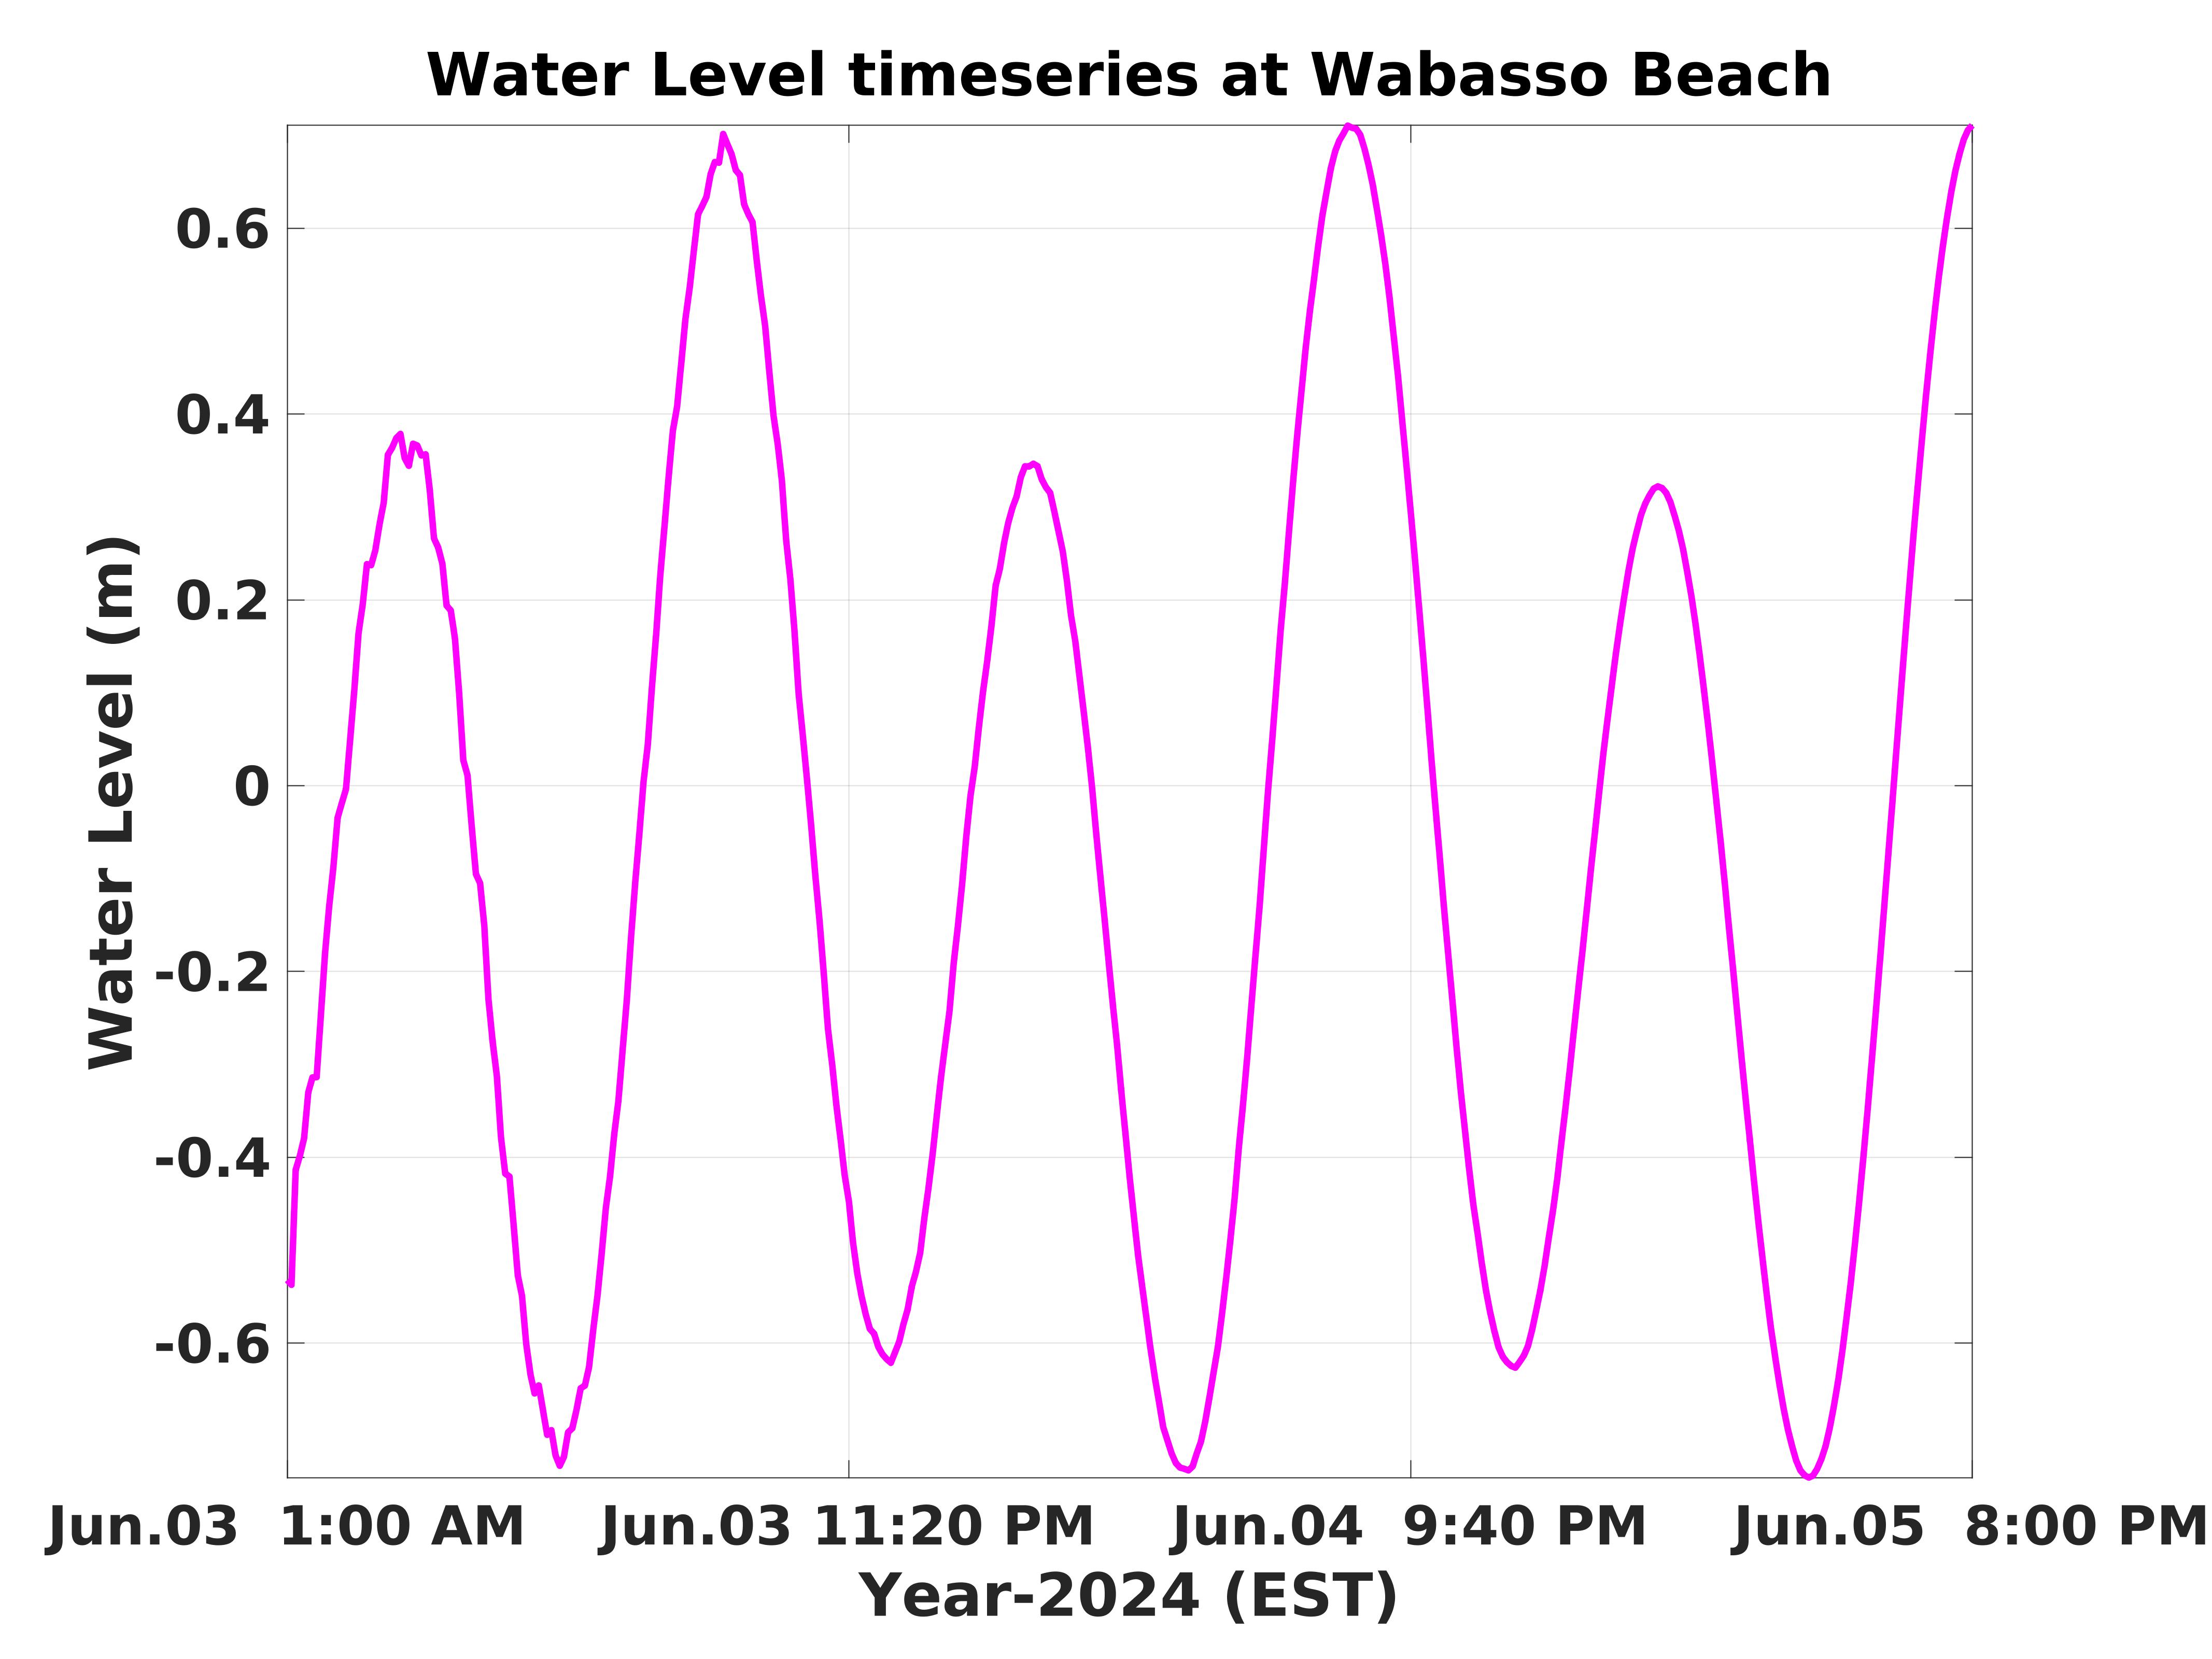 Water Level timeseries at Wabasso Beach
Water Level (m)
0.6
0.4
0.2
0
-0.2
-0.4
-0.6
Jun.03 1:00 AM Jun.03 11:20 PM Jun.04 9:40 PM Jun.05 8:00 PM
Year-2024 (EST)